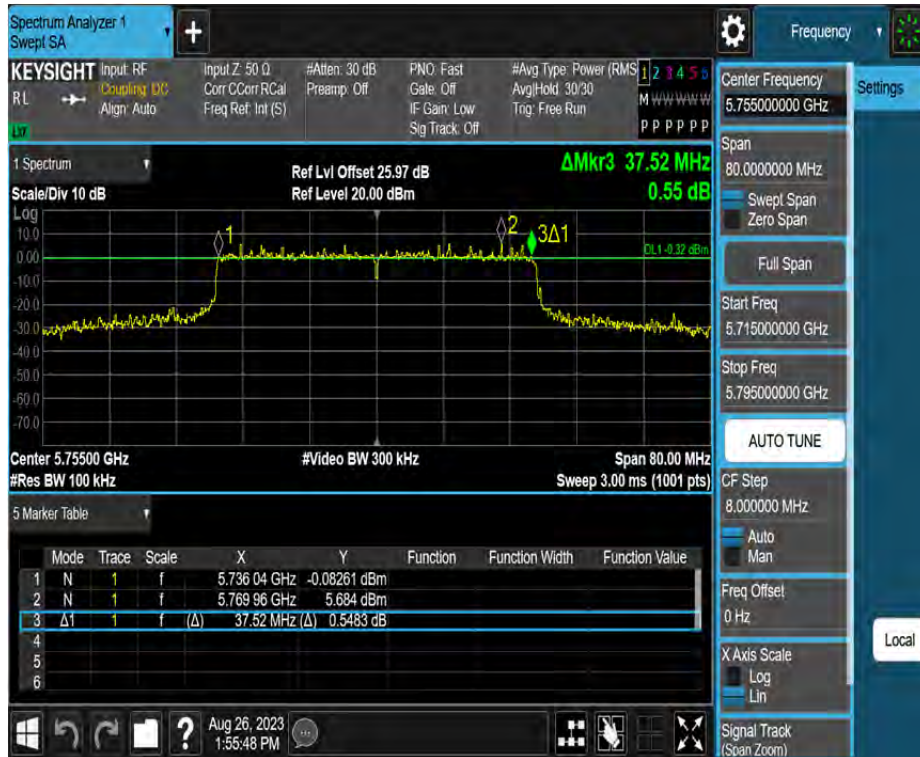 Spectrum Analyzer 1
Swept SA
+
Frequency
KEYSIGHT
RL
Input: RF
Coupling: DC
Align: Auto
Input Z: 50 Ω
Corr CCorr RCal
Freq Ref: Int (S)
#Atten: 30 dB
Preamp: Off
PNO: Fast
Gate: Off
IF Gain: Low
Sig Track: Off
#Avg Type: Power (RMS
Avg|Hold: 30/30
Trig: Free Run
1 2 3 4 5 6
M W W W W W
P P P P P P
Center Frequency
5.755000000 GHz
Settings
1 Spectrum
Scale/Div 10 dB
Ref Lvl Offset 25.97 dB
Ref Level 20.00 dBm
ΔMkr3 37.52 MHz
0.55 dB
Span
80.0000000 MHz
Swept Span
Zero Span
Full Span
Start Freq
5.715000000 GHz
Stop Freq
5.795000000 GHz
AUTO TUNE
CF Step
8.000000 MHz
Auto
Man
Freq Offset
0 Hz
X Axis Scale
Log
Lin
Signal Track
(Span Zoom)
Local
Log
10.0
0.00
-10.0
-20.0
-30.0
-40.0
-50.0
-60.0
-70.0
1
2
3Δ1
DL1 -0.32 dBm
Center 5.75500 GHz
#Video BW 300 kHz
Span 80.00 MHz
#Res BW 100 kHz
Sweep 3.00 ms (1001 pts)
5 Marker Table
Mode Trace Scale X Y Function Function Width Function Value
1 N 1 f 5.736 04 GHz -0.08261 dBm
2 N 1 f 5.769 96 GHz 5.684 dBm
3 Δ1 1 f (Δ) 37.52 MHz (Δ) 0.5483 dB
4
5
6
?
Aug 26, 2023
1:55:48 PM